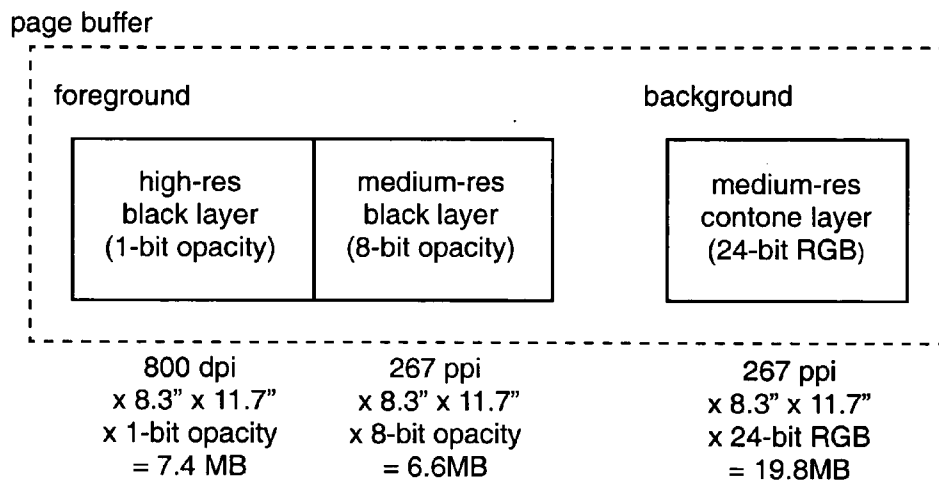 page buffer
foreground
background
high-res
black layer
(1-bit opacity)
medium-res
black layer
(8-bit opacity)
medium-res
contone layer
(24-bit RGB)
800 dpi
x 8.3” x 11.7”
x 1-bit opacity
= 7.4 MB
267 ppi
x 8.3” x 11.7”
x 8-bit opacity
= 6.6MB
267 ppi
x 8.3” x 11.7”
x 24-bit RGB
= 19.8MB